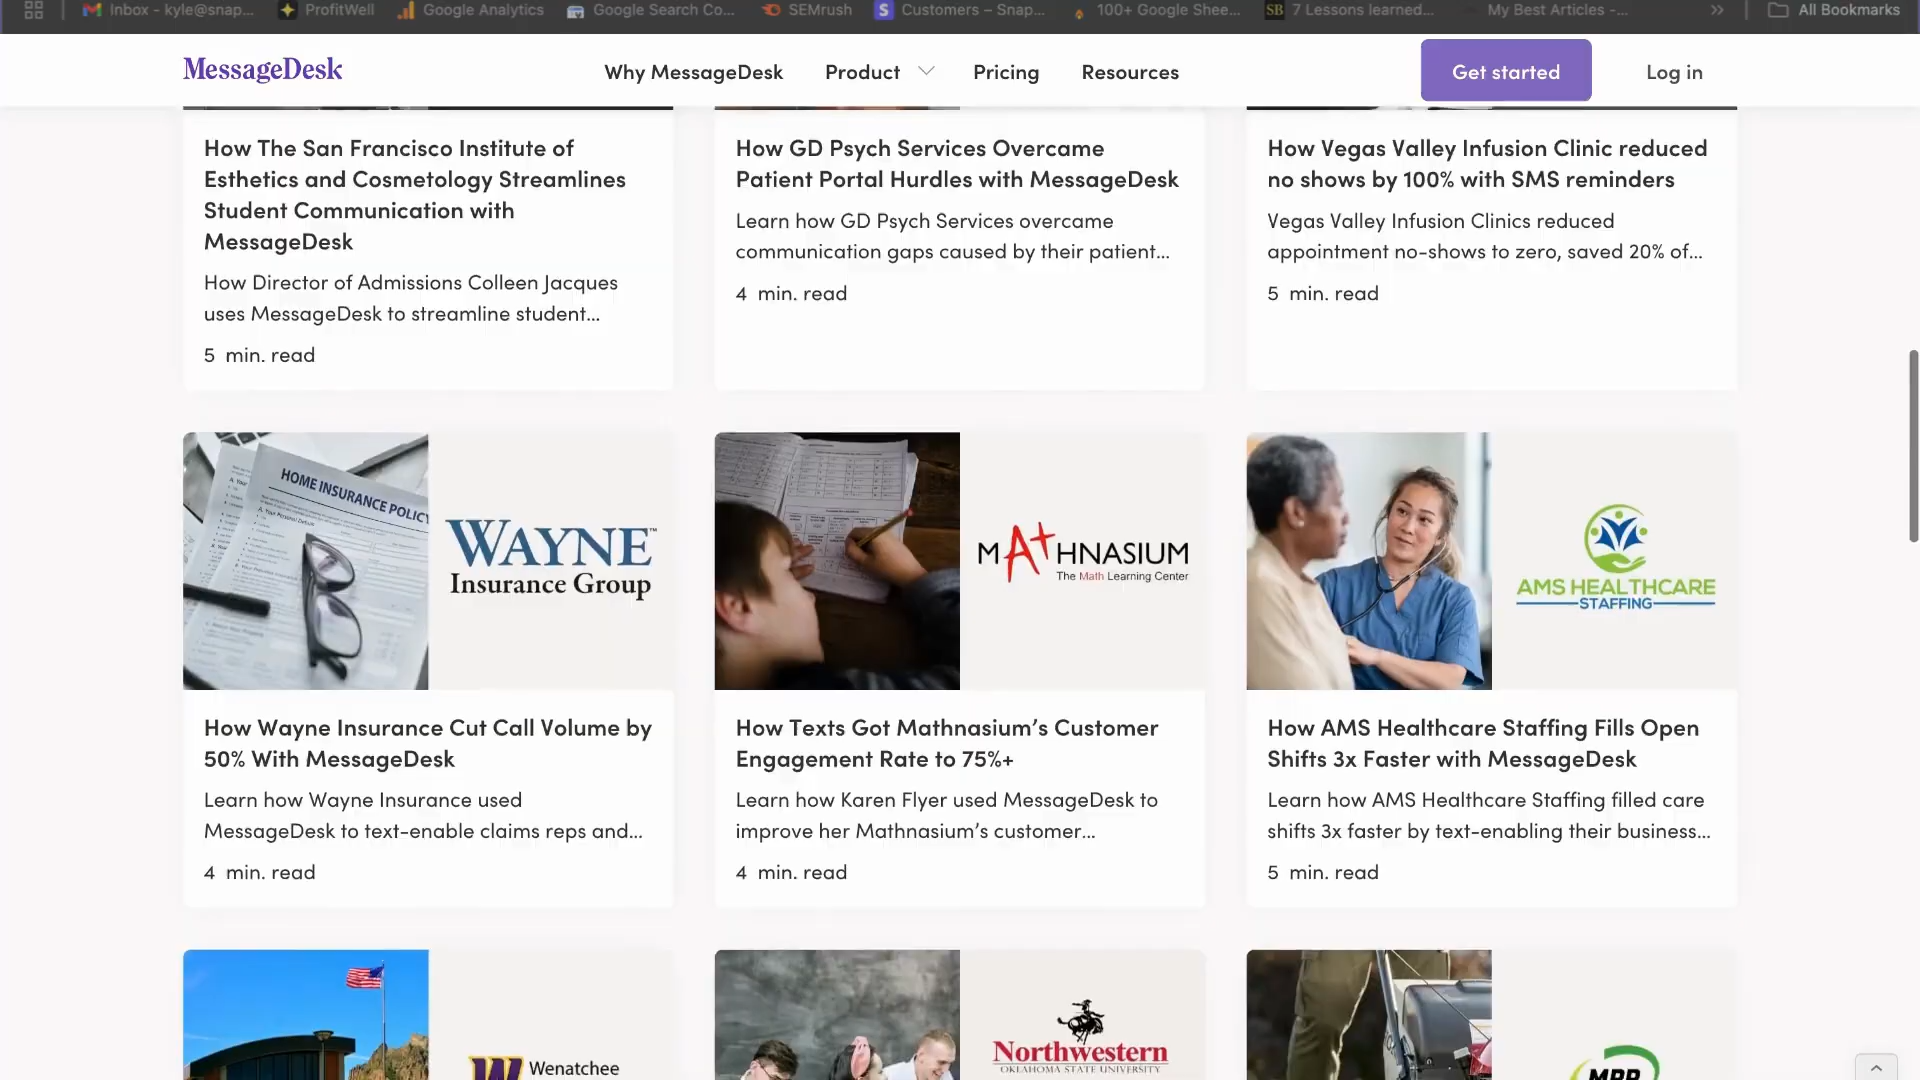 Inbox - kyle@snap...
ProfitWell
Google Analytics
Google Search Co...
SEMrush
Customers – Snap...
100+ Google Shee...
7 Lessons learned...
My Best Articles -...
All Bookmarks
MessageDesk
Why MessageDesk
Product
Pricing
Resources
Get started
Log in
How The San Francisco Institute of
Esthetics and Cosmetology Streamlines
Student Communication with
MessageDesk
How Director of Admissions Colleen Jacques
uses MessageDesk to streamline student...
5 min. read
How GD Psych Services Overcame
Patient Portal Hurdles with MessageDesk
Learn how GD Psych Services overcame
communication gaps caused by their patient...
4 min. read
How Vegas Valley Infusion Clinic reduced
no shows by 100% with SMS reminders
Vegas Valley Infusion Clinics reduced
appointment no-shows to zero, saved 20% of...
5 min. read
HOME INSURANCE POLICY
WAYNE™
Insurance Group
MATHNASIUM
The Math Learning Center
AMS HEALTHCARE
STAFFING
How Wayne Insurance Cut Call Volume by
50% With MessageDesk
Learn how Wayne Insurance used
MessageDesk to text-enable claims reps and...
4 min. read
How Texts Got Mathnasium’s Customer
Engagement Rate to 75%+
Learn how Karen Flyer used MessageDesk to
improve her Mathnasium’s customer...
4 min. read
How AMS Healthcare Staffing Fills Open
Shifts 3x Faster with MessageDesk
Learn how AMS Healthcare Staffing filled care
shifts 3x faster by text-enabling their business...
5 min. read
W Wenatchee
Northwestern
OKLAHOMA STATE UNIVERSITY